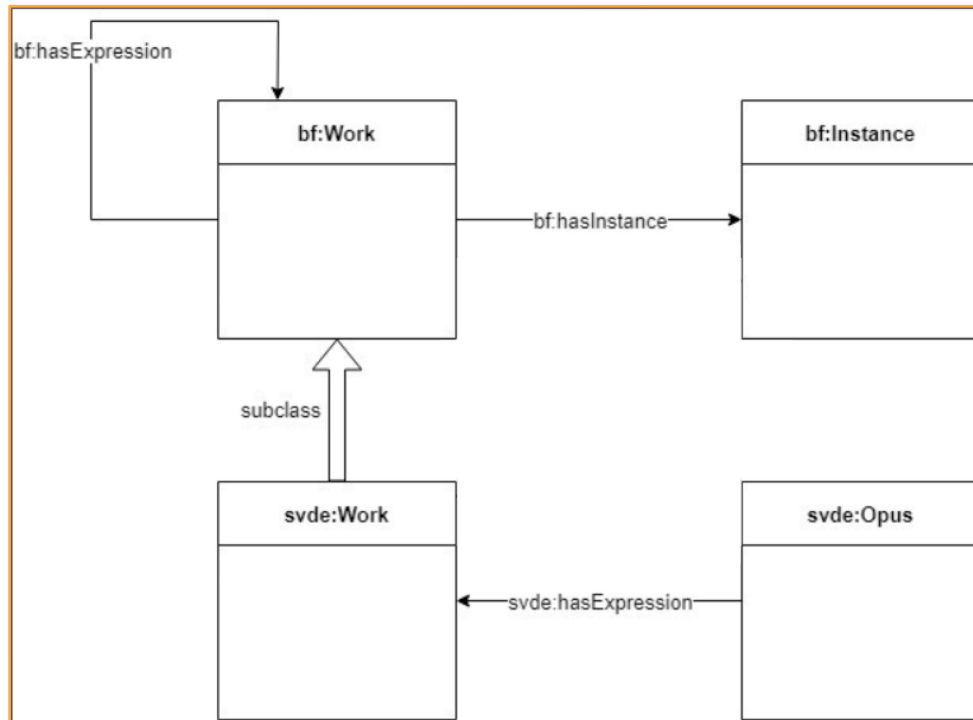 bf:hasExpression
bf:Work
bf:Instance
bf:hasInstance
subclass
svde:Work
svde:Opus
svde:hasExpression